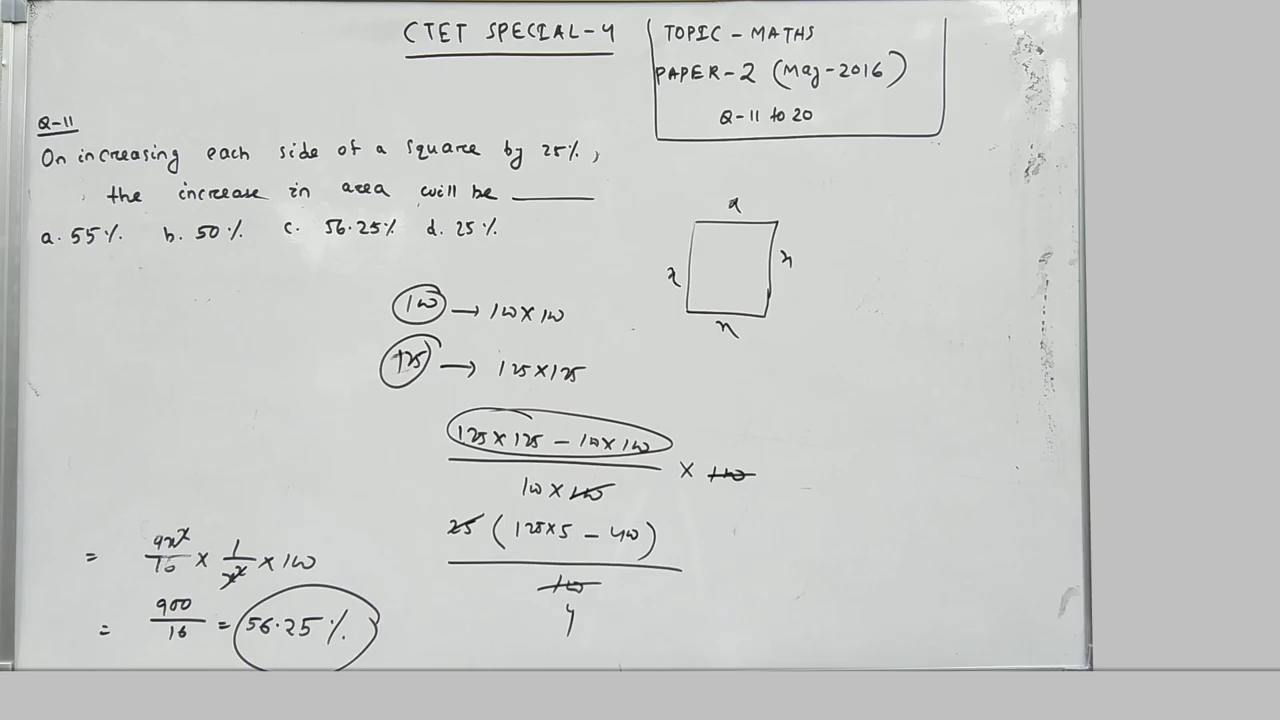 CTET SPECIAL-4
TOPIC - MATHS
PAPER-2 (May-2016)
Q-11 to 20
Q-11
On increasing each side of a square by 25%,
the increase in area will be ______
a. 55% b. 50% c. 56.25% d. 25%
x
x
x
x
100 → 100×100
125 → 125×125
125×125 - 100×100
× 100
100×100
25 (125×5 - 400)
100
4
= 9x²/16 × 1/x² × 100
= 900/16 = 56.25%